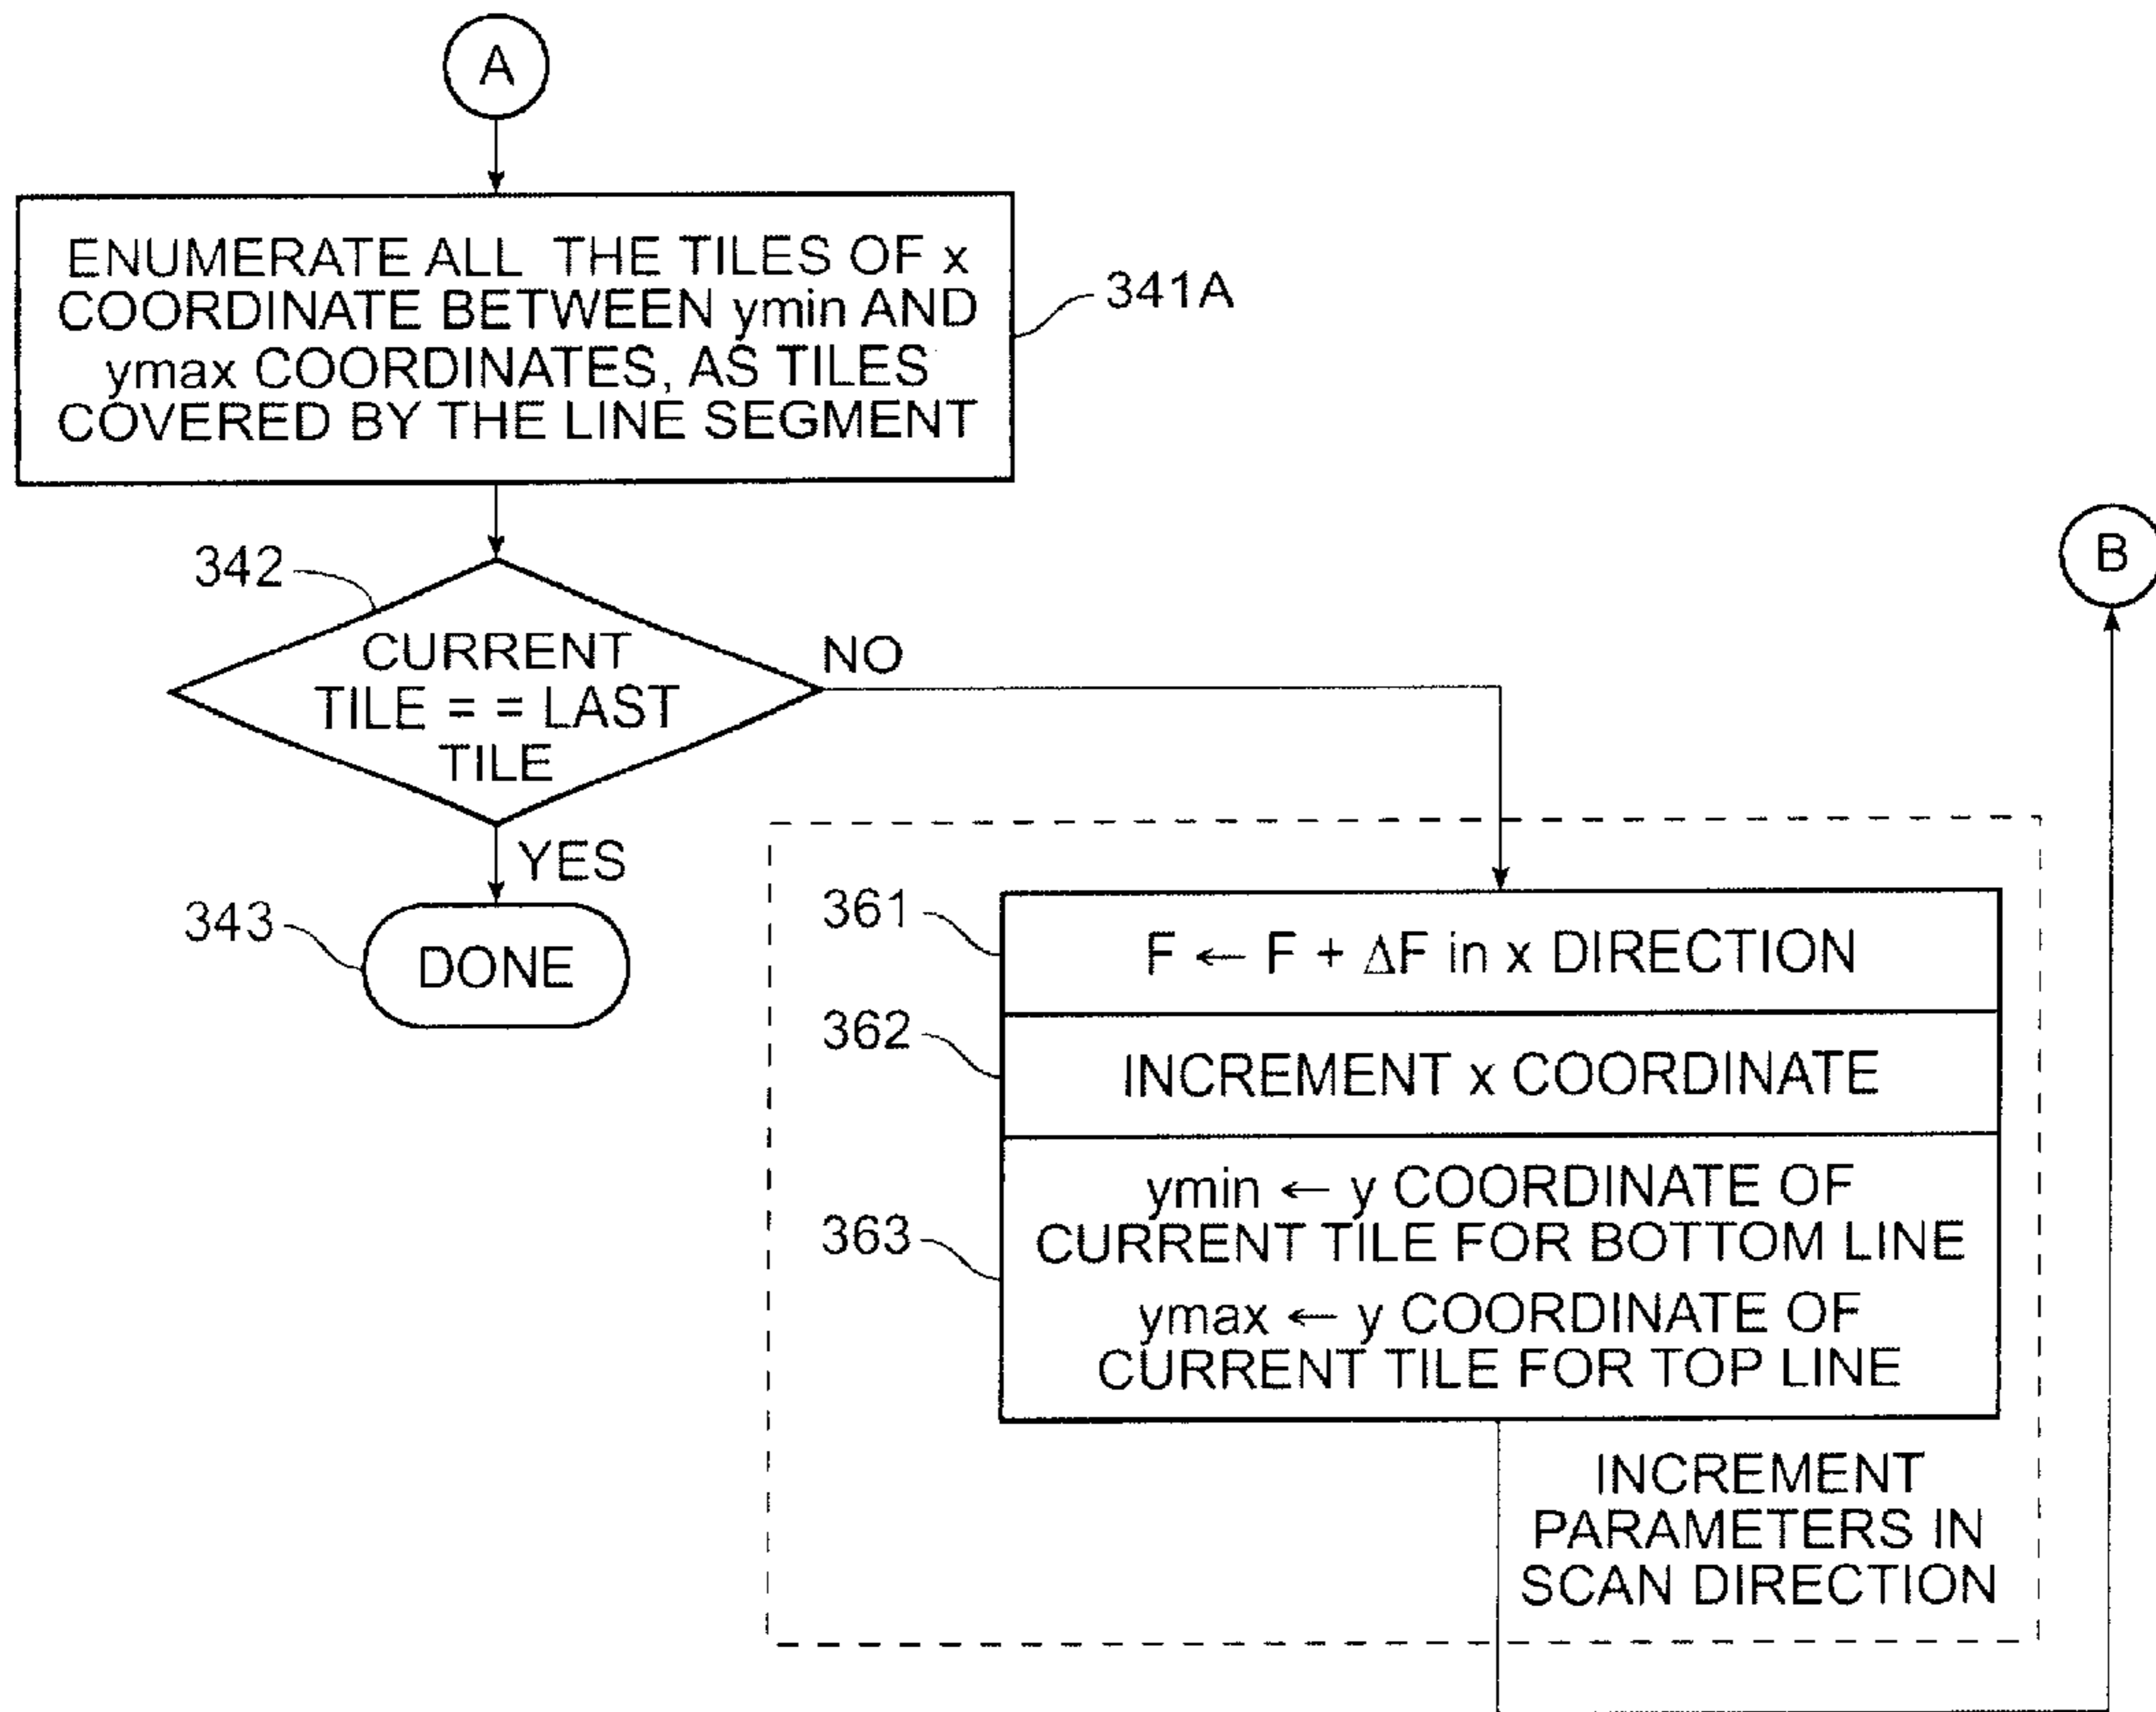 A
ENUMERATE ALL THE TILES OF x
COORDINATE BETWEEN ymin AND
ymax COORDINATES, AS TILES
COVERED BY THE LINE SEGMENT
341A
B
342
CURRENT
TILE = = LAST
TILE
NO
YES
343
DONE
361
F ← F + ΔF in x DIRECTION
362
INCREMENT x COORDINATE
363
ymin ← y COORDINATE OF
CURRENT TILE FOR BOTTOM LINE
ymax ← y COORDINATE OF
CURRENT TILE FOR TOP LINE
INCREMENT
PARAMETERS IN
SCAN DIRECTION